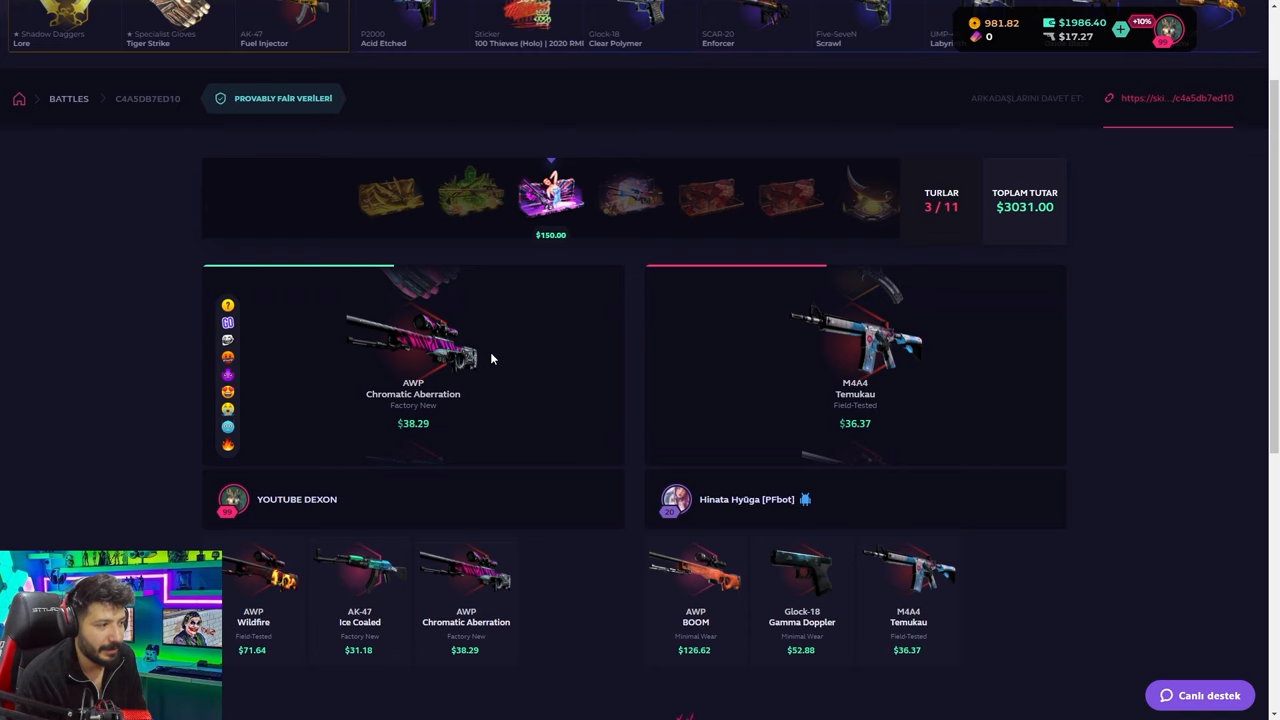 ★ Shadow Daggers
Lore
★ Specialist Gloves
Tiger Strike
AK-47
Fuel Injector
P2000
Acid Etched
Sticker
100 Thieves (Holo) | 2020 RMR
Glock-18
Clear Polymer
SCAR-20
Enforcer
Five-SeveN
Scrawl
981.82
0
$1986.40
$17.27
+10%
99
BATTLES
C4A5DB7ED10
PROVABLY FAİR VERİLERİ
ARKADAŞLARINI DAVET ET:
https://ski.../c4a5db7ed10
$150.00
TURLAR
3 / 11
TOPLAM TUTAR
$3031.00
GO
AWP
Chromatic Aberration
Factory New
$38.29
M4A4
Temukau
Field-Tested
$36.37
99
YOUTUBE DEXON
20
Hinata Hyūga [PFbot]
AWP
Wildfire
Field-Tested
$71.64
AK-47
Ice Coaled
Factory New
$31.18
AWP
Chromatic Aberration
Factory New
$38.29
AWP
BOOM
Minimal Wear
$126.62
Glock-18
Gamma Doppler
Minimal Wear
$52.88
M4A4
Temukau
Field-Tested
$36.37
Canlı destek